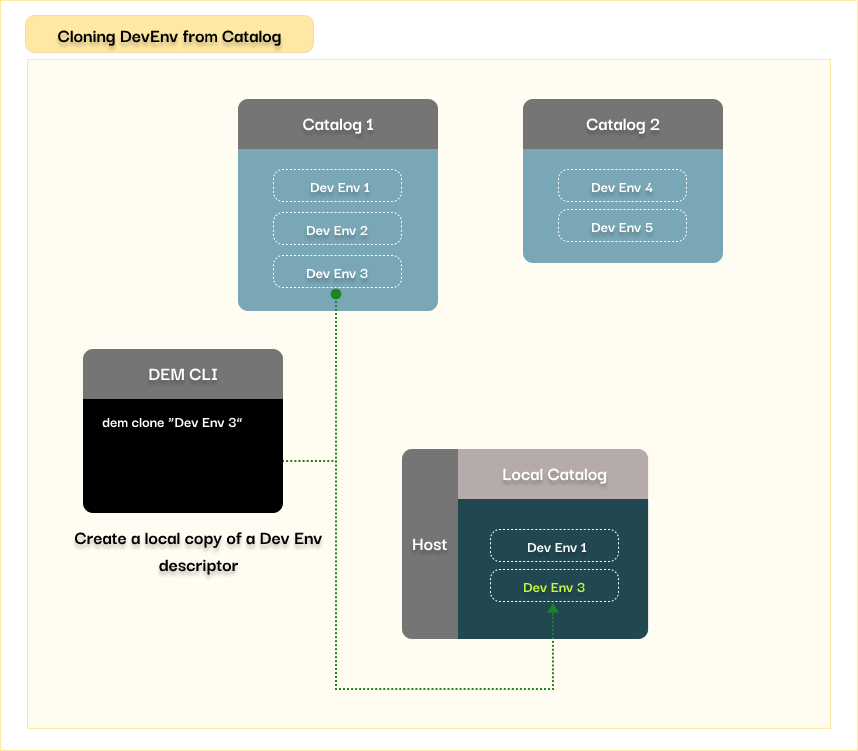 Cloning DevEnv from Catalog
Catalog 1
Dev Env 1
Dev Env 2
Dev Env 3
Catalog 2
Dev Env 4
Dev Env 5
DEM CLI
dem clone ”Dev Env 3“
Create a local copy of a Dev Env
descriptor
Host
Local Catalog
Dev Env 1
Dev Env 3